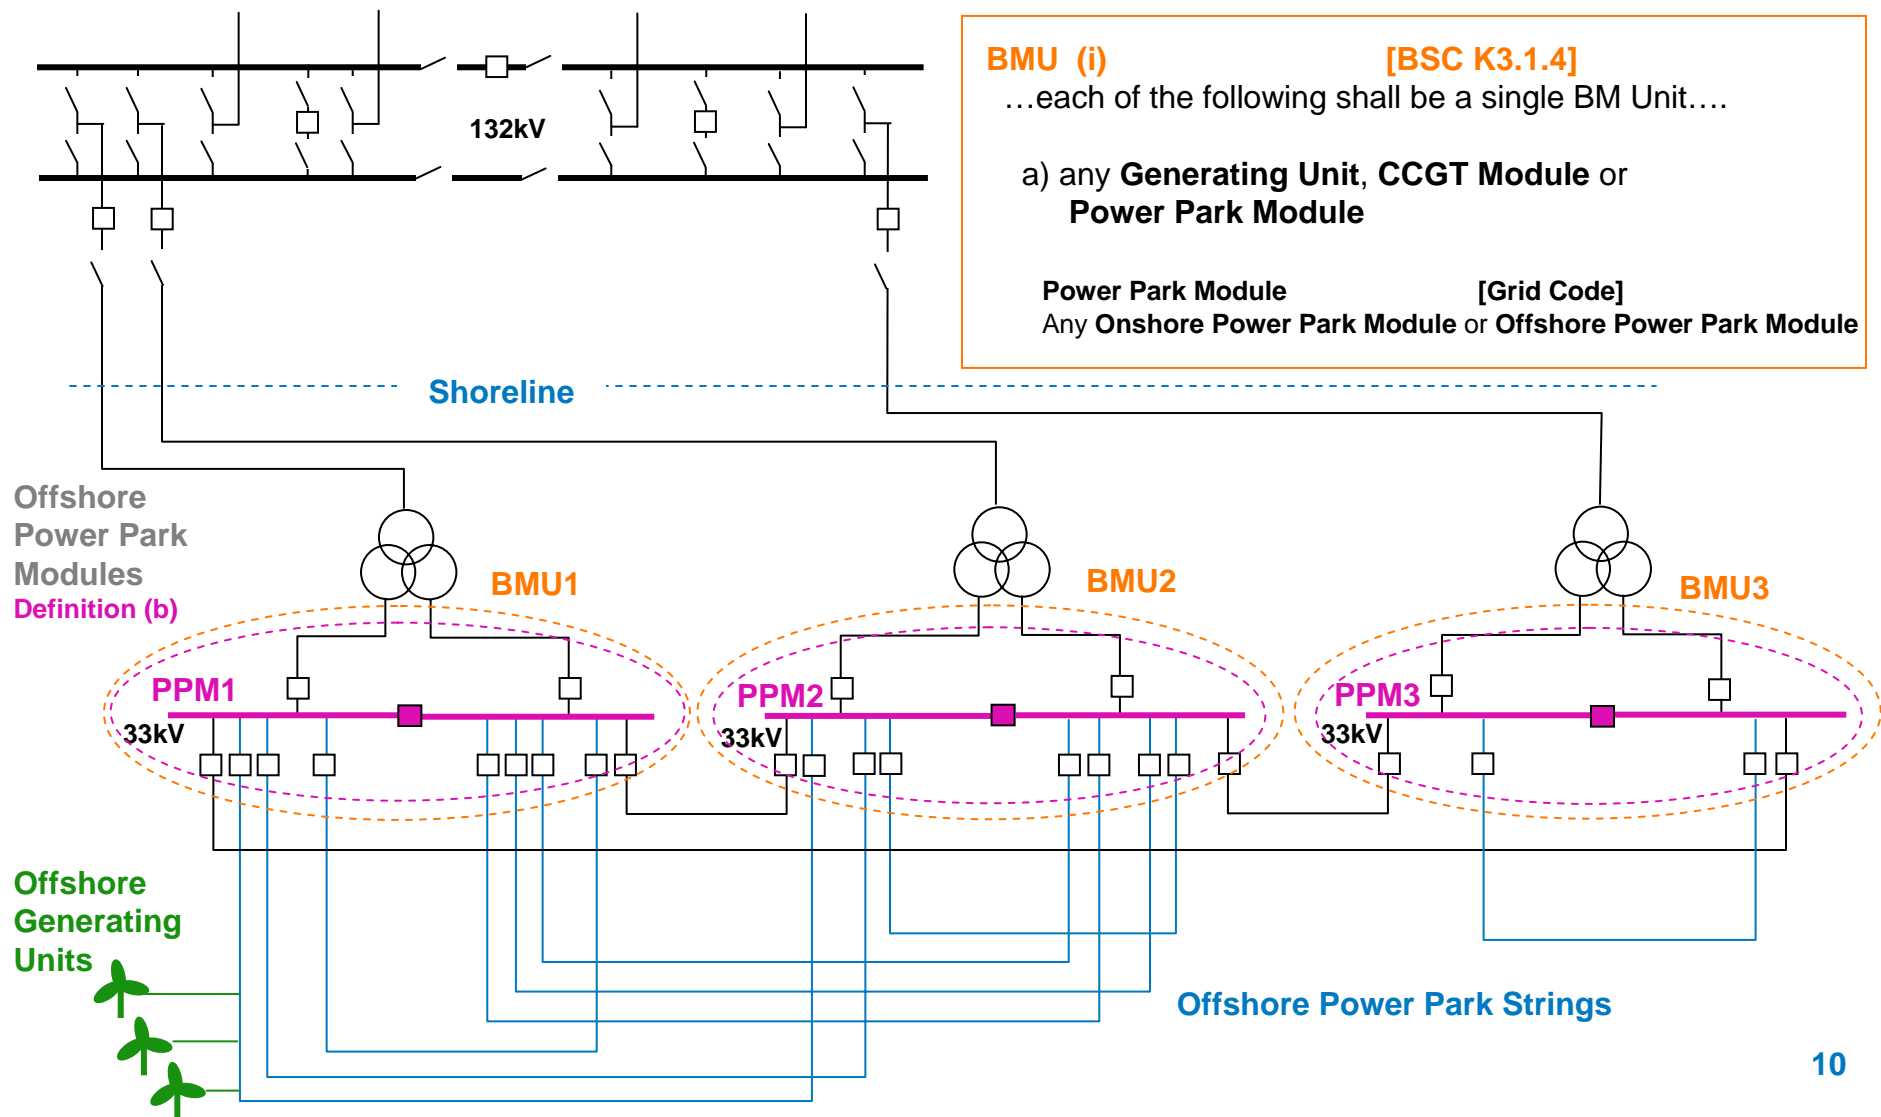 BMU (i) [BSC K3.1.4]
…each of the following shall be a single BM Unit….
132kV
a) any Generating Unit, CCGT Module or
Power Park Module
Power Park Module [Grid Code]
Any Onshore Power Park Module or Offshore Power Park Module
Shoreline
Offshore
Power Park
Modules
Definition (b)
BMU1
BMU2
BMU3
PPM1
PPM2
PPM3
33kV
33kV
33kV
Offshore
Generating
Units
Offshore Power Park Strings
10